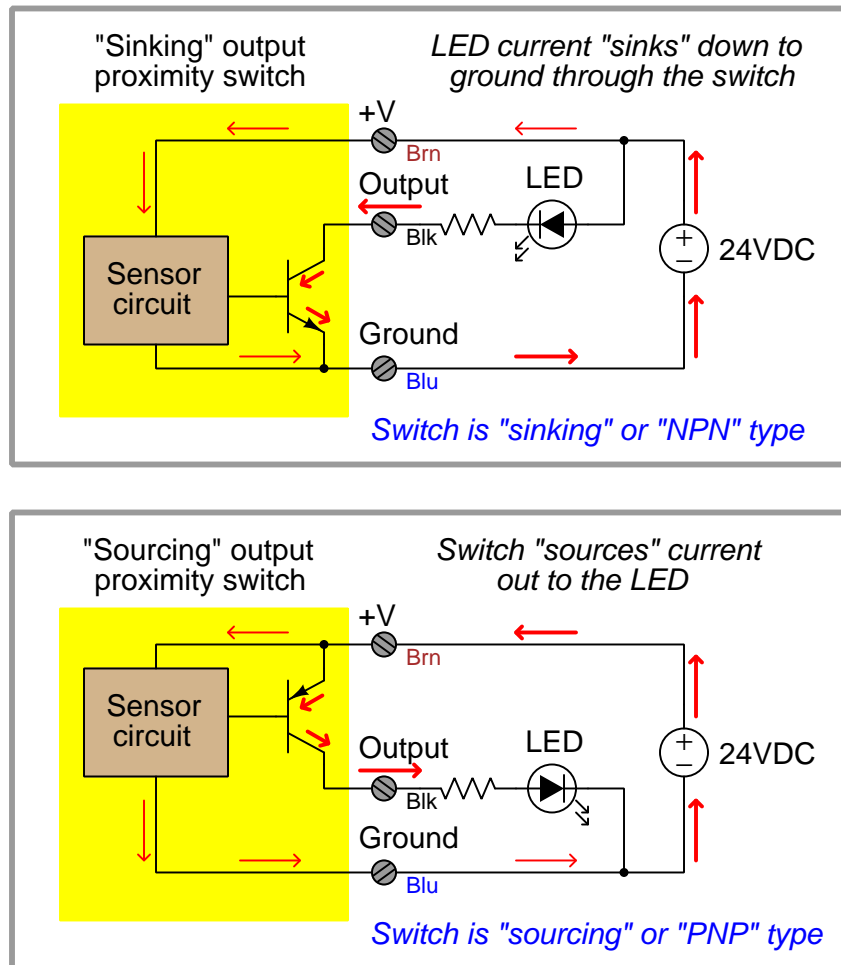 "Sinking" output
proximity switch
LED current "sinks" down to
ground through the switch
+V
Brn
Output
LED
Blk
24VDC
+
−
Sensor
circuit
Ground
Blu
Switch is "sinking" or "NPN" type
"Sourcing" output
proximity switch
Switch "sources" current
out to the LED
+V
Brn
Sensor
circuit
Output
LED
Blk
24VDC
+
−
Ground
Blu
Switch is "sourcing" or "PNP" type